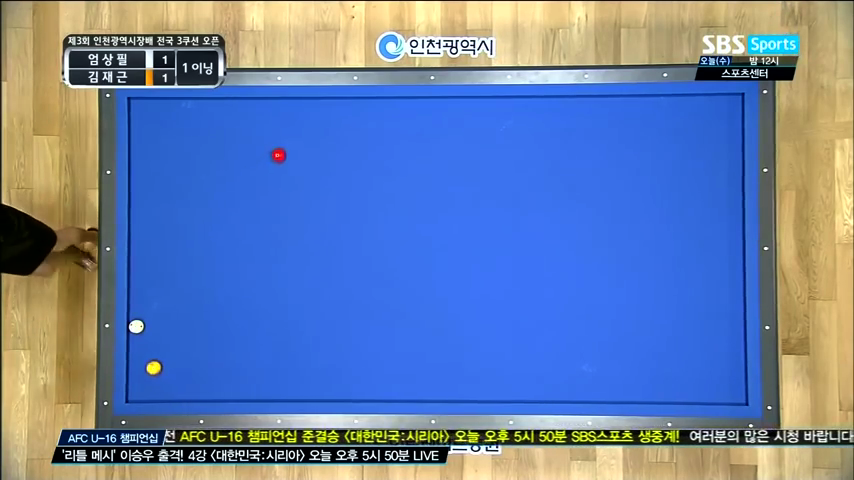 제3회 인천광역시장배 전국 3쿠션 오픈
엄상필 1
김재근 1
1 이닝
인천광역시
SBS Sports
오늘(수) 밤 12시
스포츠센터
AFC U-16 챔피언십
전 AFC U-16 챔피언십 준결승 <대한민국:시리아> 오늘 오후 5시 50분 SBS스포츠 생중계! 여러분의 많은 시청 바랍니다
'리틀 메시' 이승우 출격! 4강 <대한민국:시리아> 오늘 오후 5시 50분 LIVE